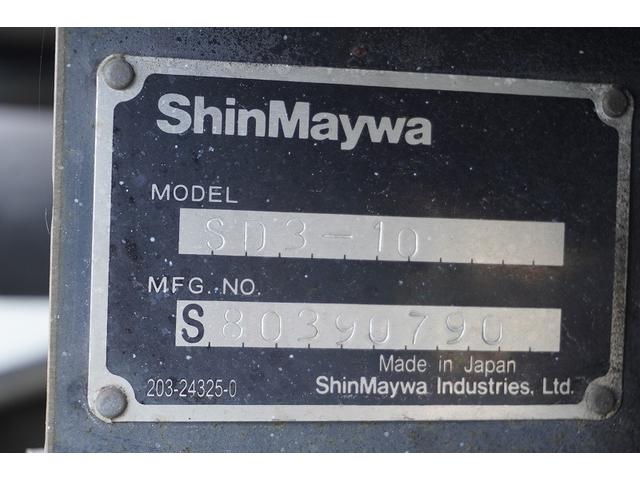 ShinMaywa
MODEL
SD3-10
MFG. NO.
S80390790
Made in Japan
203-24325-0
ShinMaywa Industries, Ltd.